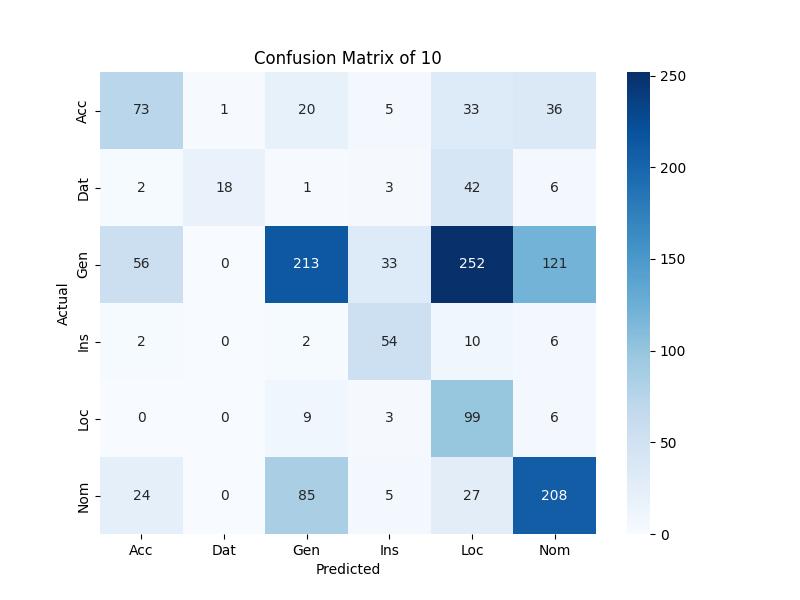 Confusion Matrix of 10
Acc 73 1 20 5 33 36
Dat 2 18 1 3 42 6
Gen 56 0 213 33 252 121
Ins 2 0 2 54 10 6
Loc 0 0 9 3 99 6
Nom 24 0 85 5 27 208
Acc Dat Gen Ins Loc Nom
Predicted
Actual
250
200
150
100
50
0